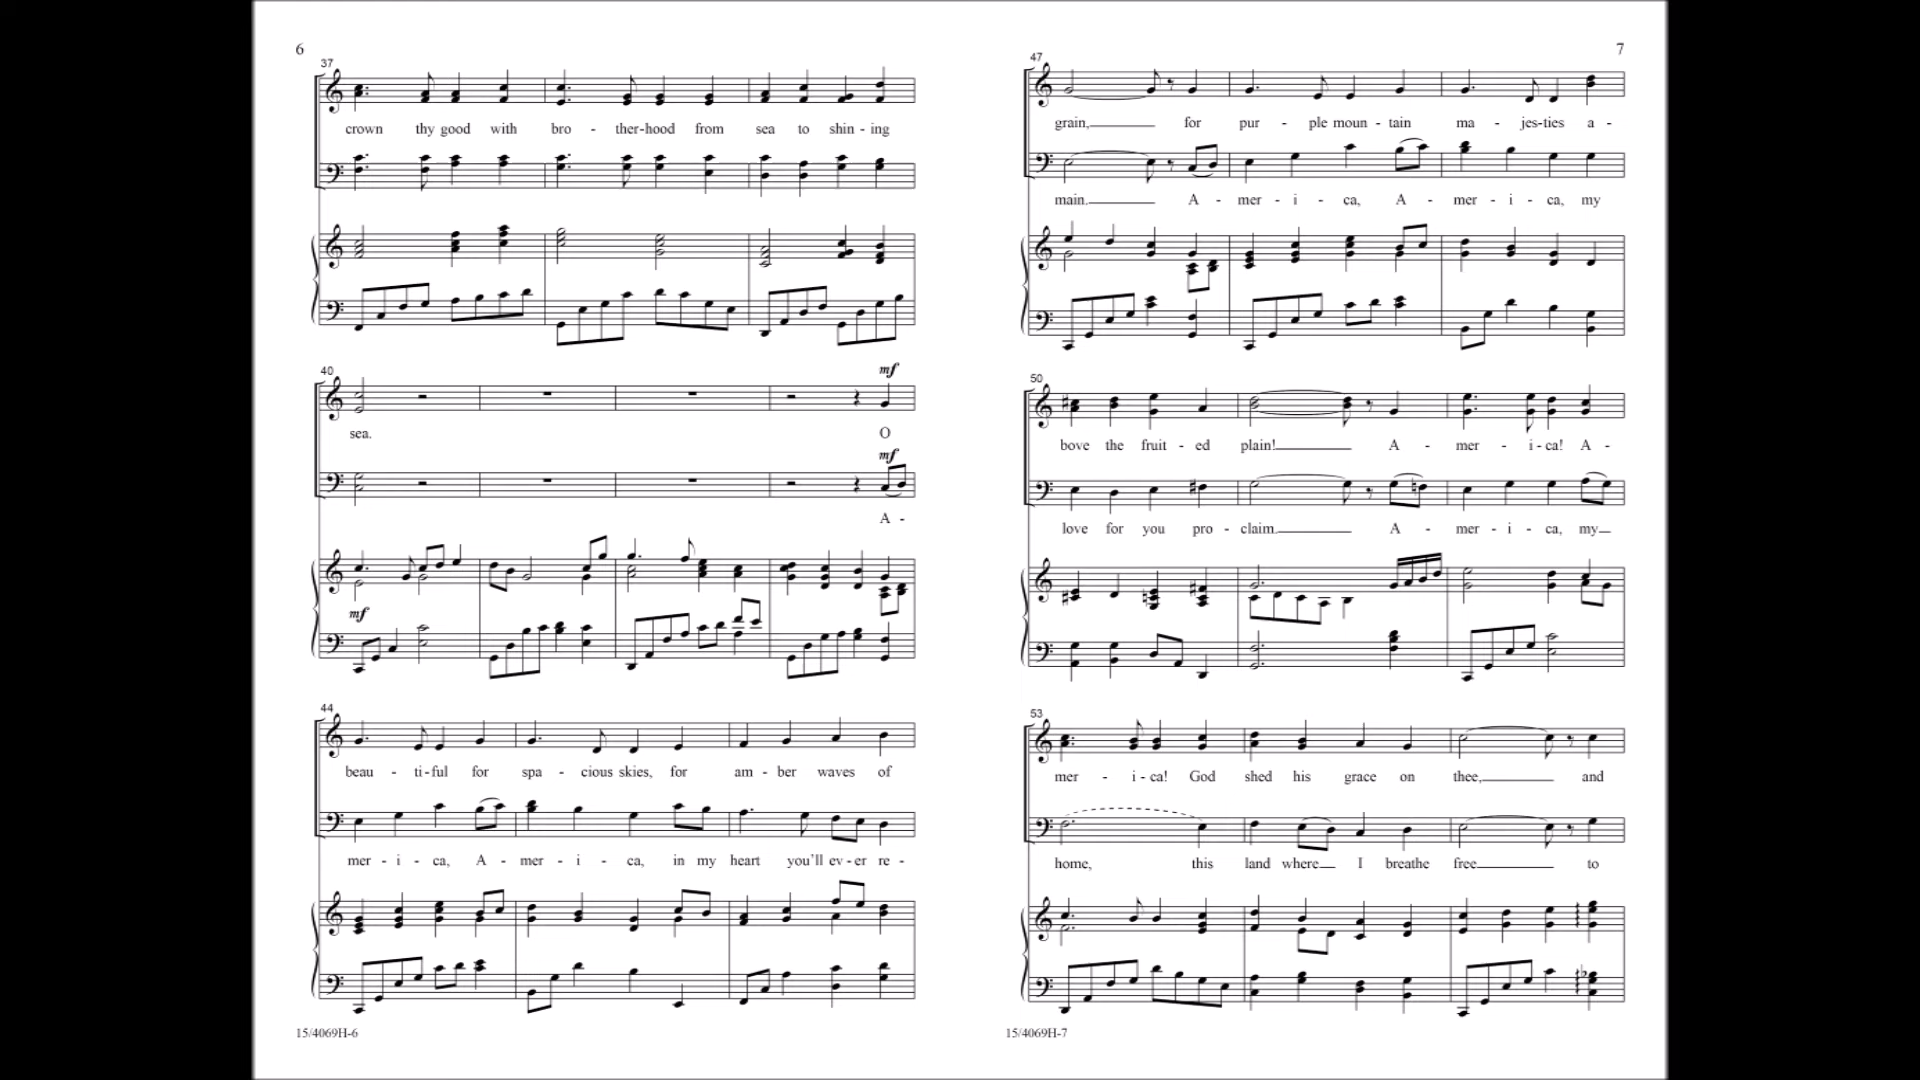 6
37
crown thy good with bro - ther-hood from sea to shin - ing
40
mf
sea. O
mf
A -
mf
44
beau - ti-ful for spa - cious skies, for am - ber waves of
mer - i - ca, A - mer - i - ca, in my heart you'll ev-er re -
15/4069H-6
7
47
grain, for pur - ple moun - tain ma - jes-ties a -
main. A - mer - i - ca, A - mer - i - ca, my
50
bove the fruit - ed plain! A - mer - i - ca! A -
love for you pro - claim. A - mer - i - ca, my
53
mer - i - ca! God shed his grace on thee, and
home, this land where I breathe free to
15/4069H-7